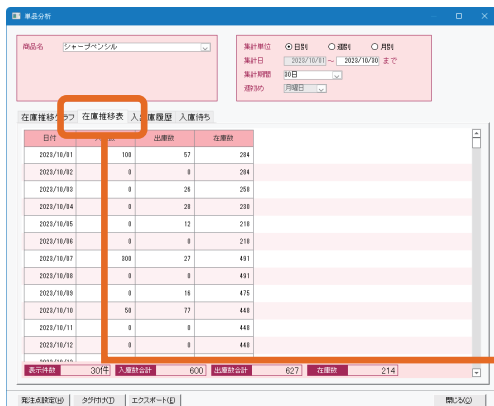 単品分析
商品名 シャープペンシル
集計単位 日別 週別 月別
集計日 2023/10/01 ～ 2023/10/30 まで
集計期間 30日
週初め 月曜日
在庫推移グラフ 在庫推移表 入出庫履歴 入庫待ち
日付 出庫数 在庫数
2023/10/01 100 57 284
2023/10/02 0 0 284
2023/10/03 0 26 258
2023/10/04 0 28 230
2023/10/05 0 12 218
2023/10/06 0 0 218
2023/10/07 300 27 491
2023/10/08 0 0 491
2023/10/09 0 16 475
2023/10/10 50 77 448
2023/10/11 0 0 448
2023/10/12 0 0 448
表示件数 30件 入庫数合計 600 出庫数合計 627 在庫数 214
発注点設定(H) タグ付け(T) エクスポート(E) 閉じる(C)